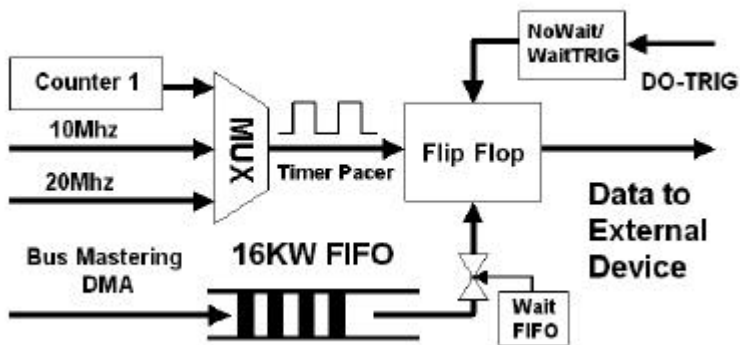 NoWait/
WaitTRIG
DO-TRIG
Counter 1
10Mhz
20Mhz
MUX
Timer Pacer
Flip Flop
Data to
External
Device
Bus Mastering
DMA
16KW FIFO
Wait
FIFO